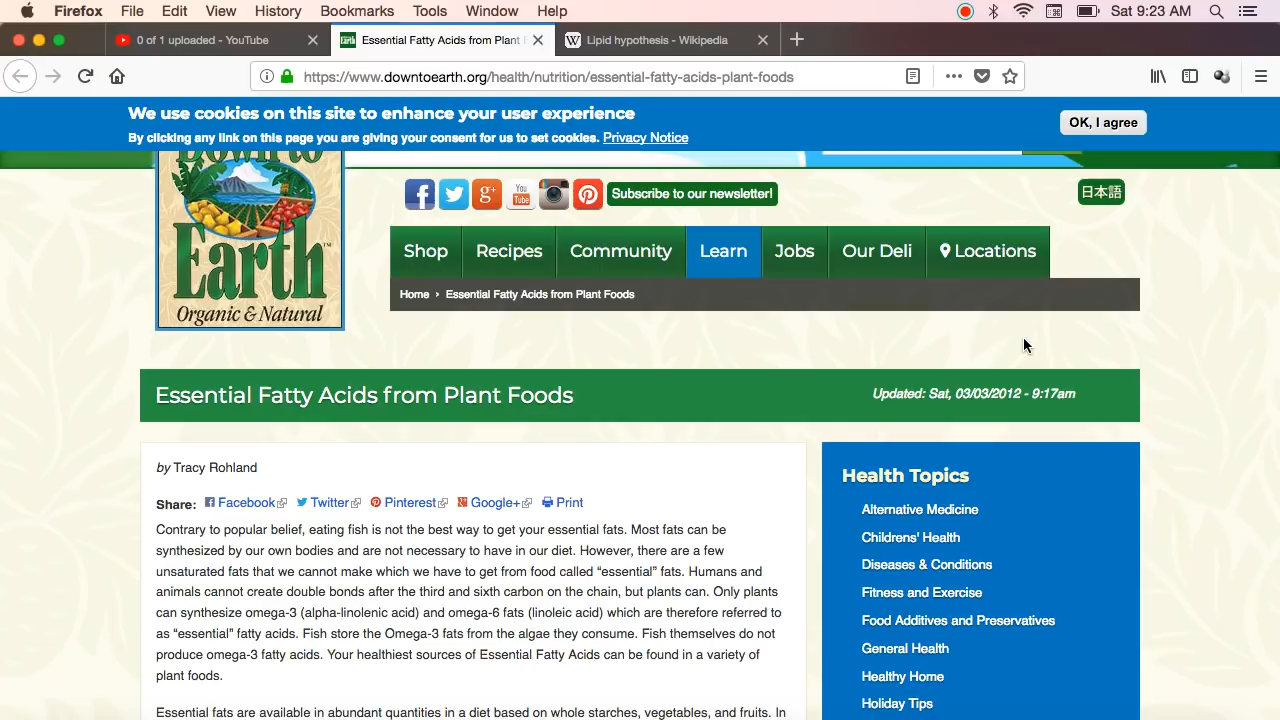 Firefox File Edit View History Bookmarks Tools Window Help Sat 9:23 AM
0 of 1 uploaded - YouTube Essential Fatty Acids from Plant Lipid hypothesis - Wikipedia
https://www.downtoearth.org/health/nutrition/essential-fatty-acids-plant-foods
We use cookies on this site to enhance your user experience
By clicking any link on this page you are giving your consent for us to set cookies. Privacy Notice
OK, I agree
Down to
Earth™
Organic & Natural
You Tube
Subscribe to our newsletter!
日本語
Shop Recipes Community Learn Jobs Our Deli Locations
Home › Essential Fatty Acids from Plant Foods
Essential Fatty Acids from Plant Foods
Updated: Sat, 03/03/2012 - 9:17am
by Tracy Rohland
Share: Facebook Twitter Pinterest Google+ Print
Contrary to popular belief, eating fish is not the best way to get your essential fats. Most fats can be
synthesized by our own bodies and are not necessary to have in our diet. However, there are a few
unsaturated fats that we cannot make which we have to get from food called “essential” fats. Humans and
animals cannot create double bonds after the third and sixth carbon on the chain, but plants can. Only plants
can synthesize omega-3 (alpha-linolenic acid) and omega-6 fats (linoleic acid) which are therefore referred to
as “essential” fatty acids. Fish store the Omega-3 fats from the algae they consume. Fish themselves do not
produce omega-3 fatty acids. Your healthiest sources of Essential Fatty Acids can be found in a variety of
plant foods.
Essential fats are available in abundant quantities in a diet based on whole starches, vegetables, and fruits. In
Health Topics
Alternative Medicine
Childrens' Health
Diseases & Conditions
Fitness and Exercise
Food Additives and Preservatives
General Health
Healthy Home
Holiday Tips